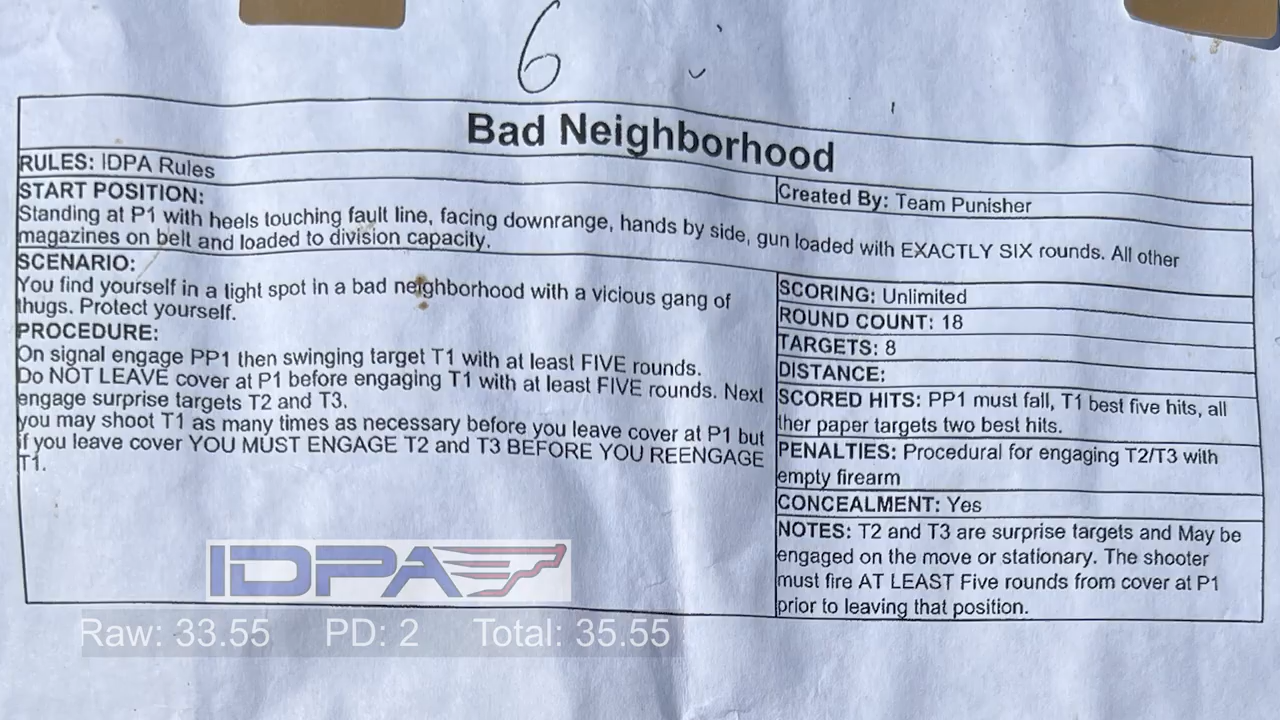 6
Bad Neighborhood
RULES: IDPA Rules
Created By: Team Punisher
START POSITION:
Standing at P1 with heels touching fault line, facing downrange, hands by side, gun loaded with EXACTLY SIX rounds. All other
magazines on belt and loaded to division capacity.
SCENARIO:
You find yourself in a tight spot in a bad neighborhood with a vicious gang of
thugs. Protect yourself.
PROCEDURE:
On signal engage PP1 then swinging target T1 with at least FIVE rounds.
Do NOT LEAVE cover at P1 before engaging T1 with at least FIVE rounds. Next
engage surprise targets T2 and T3.
you may shoot T1 as many times as necessary before you leave cover at P1 but
if you leave cover YOU MUST ENGAGE T2 and T3 BEFORE YOU REENGAGE
T1.
SCORING: Unlimited
ROUND COUNT: 18
TARGETS: 8
DISTANCE:
SCORED HITS: PP1 must fall, T1 best five hits, all
ther paper targets two best hits.
PENALTIES: Procedural for engaging T2/T3 with
empty firearm
CONCEALMENT: Yes
NOTES: T2 and T3 are surprise targets and May be
engaged on the move or stationary. The shooter
must fire AT LEAST Five rounds from cover at P1
prior to leaving that position.
IDPA
Raw: 33.55 PD: 2 Total: 35.55